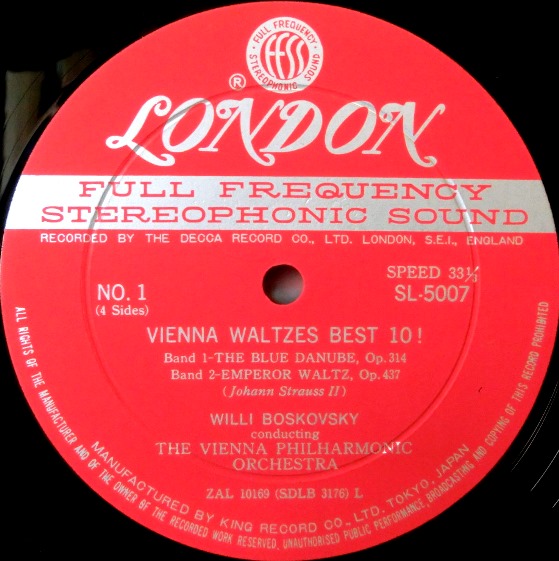 FULL FREQUENCY
FFSS
STEREOPHONIC SOUND
®
LONDON
FULL FREQUENCY
STEREOPHONIC SOUND
RECORDED BY THE DECCA RECORD CO., LTD. LONDON, S.E.I., ENGLAND
SPEED 33⅓
NO. 1
SL-5007
(4 Sides)
VIENNA WALTZES BEST 10!
Band 1-THE BLUE DANUBE, Op. 314
Band 2-EMPEROR WALTZ, Op. 437
(Johann Strauss II)
WILLI BOSKOVSKY
conducting
THE VIENNA PHILHARMONIC
ORCHESTRA
ZAL 10169 (SDLB 3176) L
MANUFACTURED BY KING RECORD CO., LTD. TOKYO, JAPAN
ALL RIGHTS OF THE MANUFACTURER AND OF THE OWNER OF THE RECORDED WORK RESERVED, UNAUTHORISED PUBLIC PERFORMANCE, BROADCASTING AND COPYING OF THIS RECORD PROHIBITED